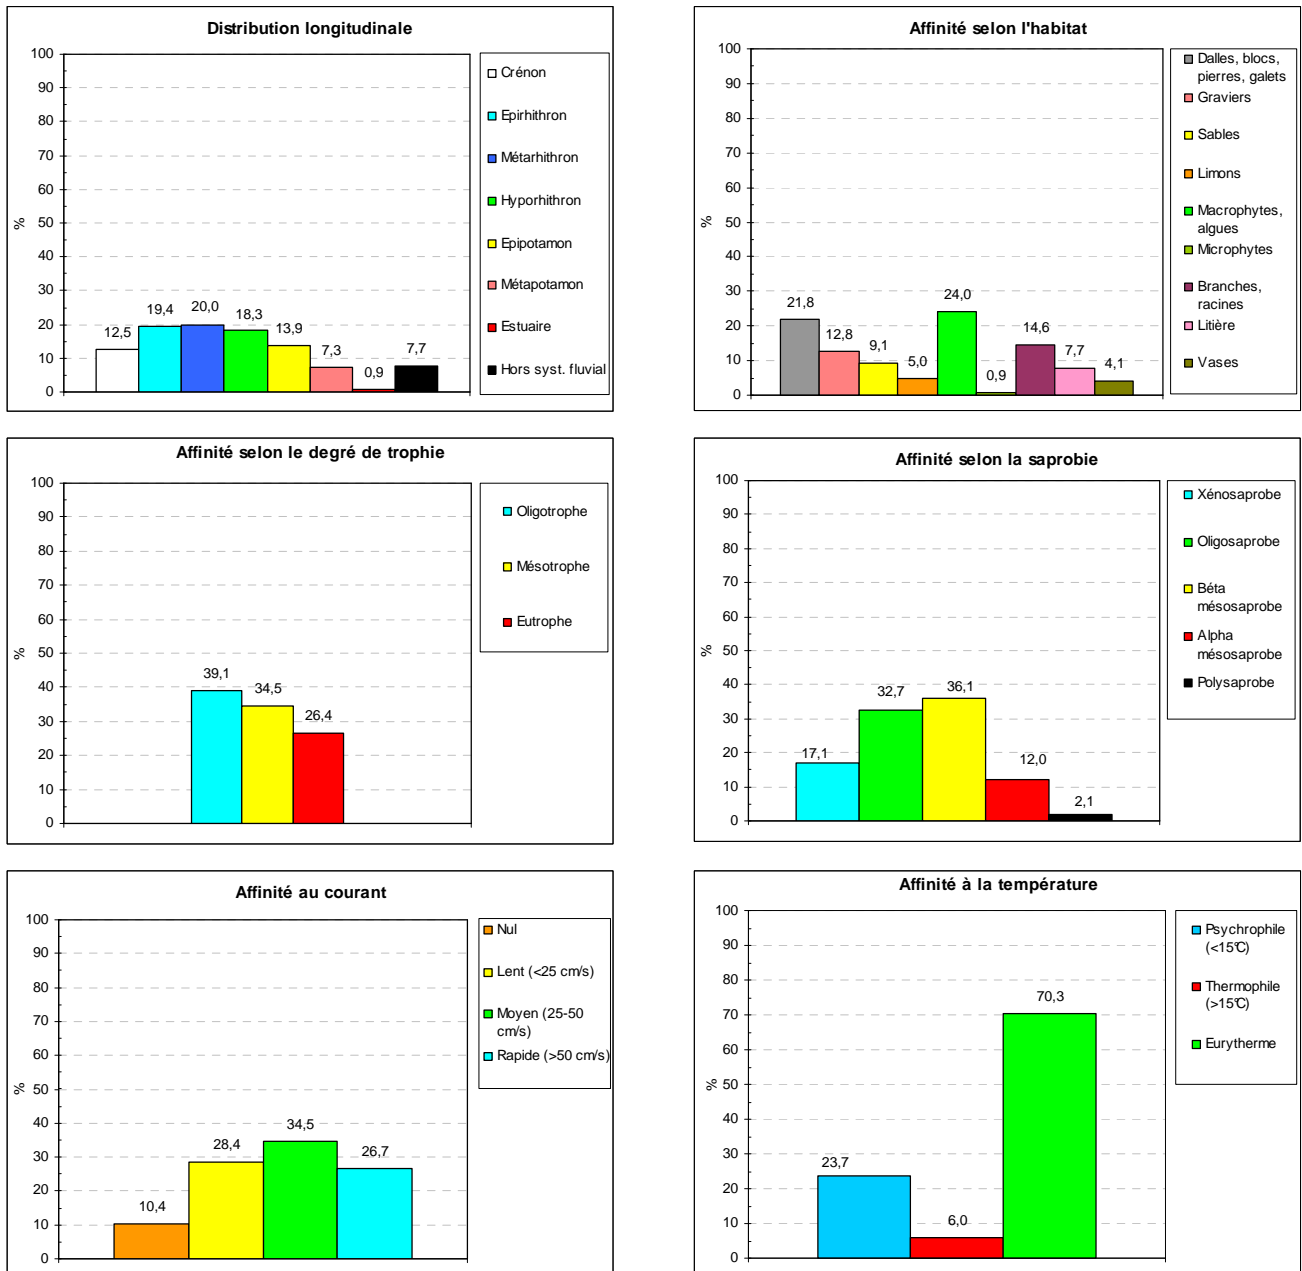 Distribution longitudinale
100
90
80
70
60
50
40
30
20
10
0
%
12,5
19,4
20,0
18,3
13,9
7,3
0,9
7,7
Crénon
Epirhithron
Métarhithron
Hyporhithron
Epipotamon
Métapotamon
Estuaire
Hors syst. fluvial
Affinité selon l'habitat
100
90
80
70
60
50
40
30
20
10
0
%
21,8
12,8
9,1
5,0
24,0
0,9
14,6
7,7
4,1
Dalles, blocs,
pierres, galets
Graviers
Sables
Limons
Macrophytes,
algues
Microphytes
Branches,
racines
Litière
Vases
Affinité selon le degré de trophie
100
90
80
70
60
50
40
30
20
10
0
%
39,1
34,5
26,4
Oligotrophe
Mésotrophe
Eutrophe
Affinité selon la saprobie
100
90
80
70
60
50
40
30
20
10
0
%
17,1
32,7
36,1
12,0
2,1
Xénosaprobe
Oligosaprobe
Béta
mésosaprobe
Alpha
mésosaprobe
Polysaprobe
Affinité au courant
100
90
80
70
60
50
40
30
20
10
0
%
10,4
28,4
34,5
26,7
Nul
Lent (<25 cm/s)
Moyen (25-50
cm/s)
Rapide (>50 cm/s)
Affinité à la température
100
90
80
70
60
50
40
30
20
10
0
%
23,7
6,0
70,3
Psychrophile
(<15°C)
Thermophile
(>15°C)
Eurytherme